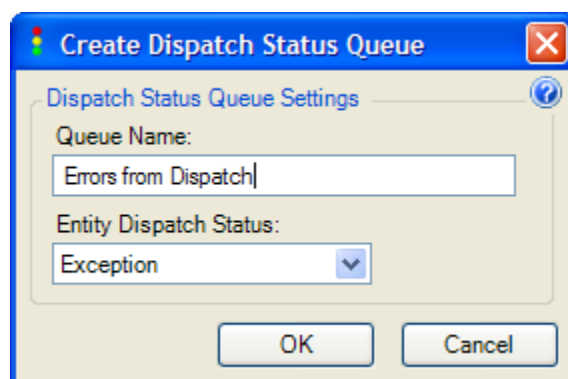 Create Dispatch Status Queue
Dispatch Status Queue Settings
?
Queue Name:
Errors from Dispatch
Entity Dispatch Status:
Exception
OK
Cancel